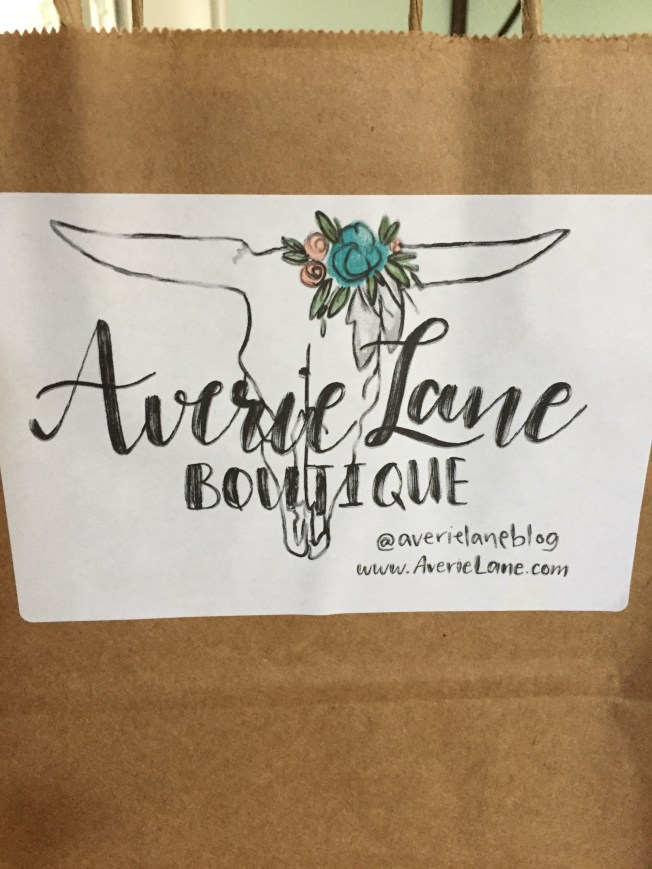 Averie Lane
BOUTIQUE
@averielaneblog
www.AverieLane.com